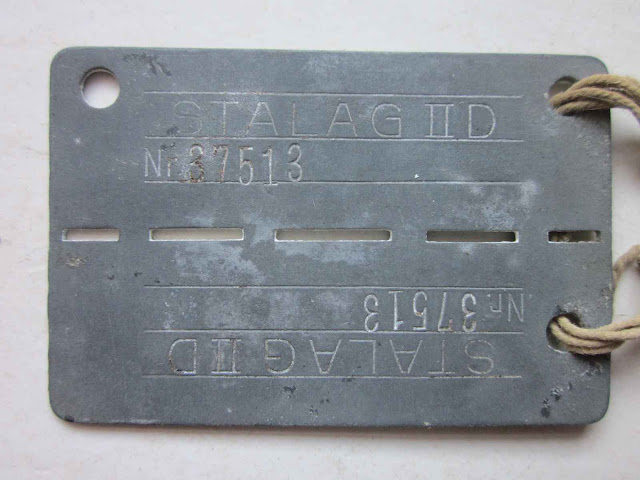 STALAG IID
Nr. 37513
Nr. 37513
STALAG IID